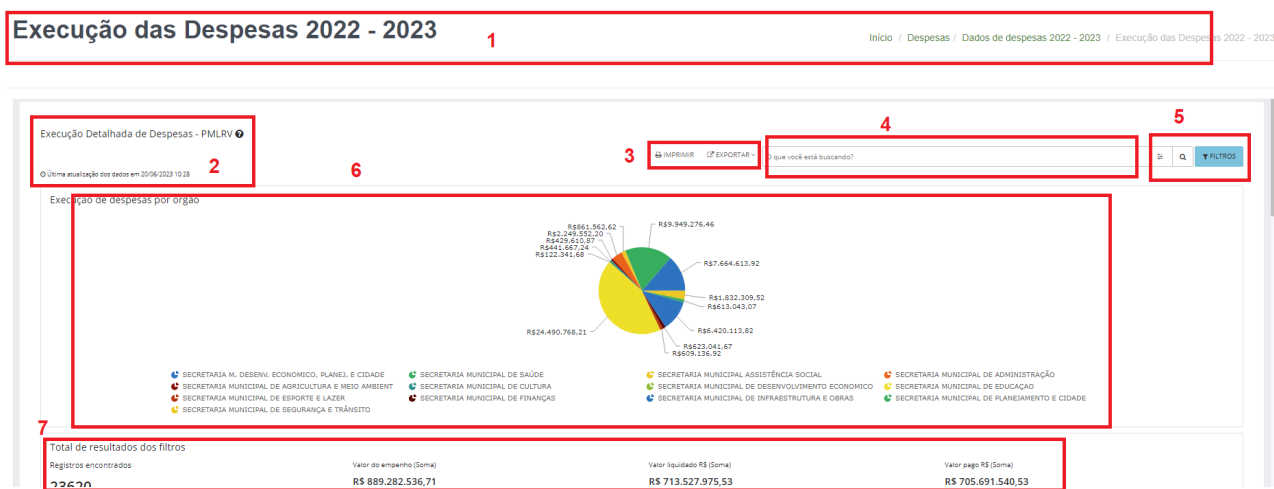 Execução das Despesas 2022 - 2023
1
Início / Despesas / Dados de despesas 2022 - 2023 / Execução das Despesas 2022 - 2023
Execução Detalhada de Despesas - PMLRV
2
Última atualização dos dados em 20/06/2023 10:28
3
IMPRIMIR EXPORTAR
4
O que você está buscando?
5
FILTROS
6
Execução de despesas por orgao
R$861.562,62
R$9.949.276,46
R$2.249.552,20
R$429.610,87
R$441.667,24
R$122.341,68
R$7.664.613,92
R$1.832.309,52
R$613.043,07
R$24.490.768,21
R$6.420.113,82
R$623.041,67
R$609.136,92
SECRETARIA M. DESENV. ECONOMICO, PLANEJ. E CIDADE SECRETARIA MUNICIPAL DE SAÚDE SECRETARIA MUNICIPAL ASSISTÊNCIA SOCIAL SECRETARIA MUNICIPAL DE ADMINISTRAÇÃO
SECRETARIA MUNICIPAL DE AGRICULTURA E MEIO AMBIENT SECRETARIA MUNICIPAL DE CULTURA SECRETARIA MUNICIPAL DE DESENVOLVIMENTO ECONOMICO SECRETARIA MUNICIPAL DE EDUCAÇAO
SECRETARIA MUNICIPAL DE ESPORTE E LAZER SECRETARIA MUNICIPAL DE FINANÇAS SECRETARIA MUNICIPAL DE INFRAESTRUTURA E OBRAS SECRETARIA MUNICIPAL DE PLANEJAMENTO E CIDADE
SECRETARIA MUNICIPAL DE SEGURANÇA E TRÂNSITO
7
Total de resultados dos filtros
Registros encontrados Valor do empenho (Soma) Valor liquidado R$ (Soma) Valor pago R$ (Soma)
23620 R$ 889.282.536,71 R$ 713.527.975,53 R$ 705.691.540,53